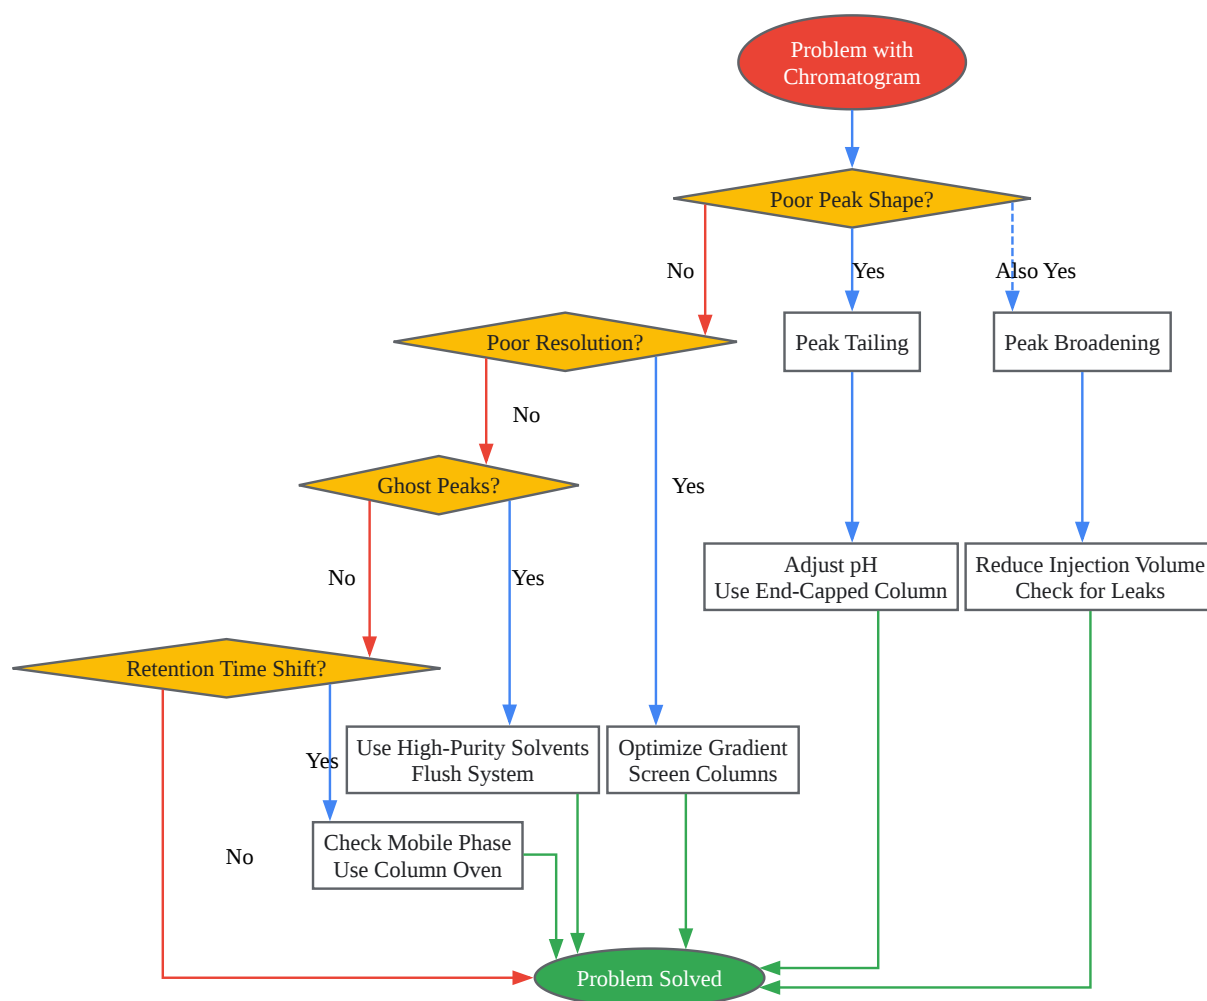 Problem with
Chromatogram
Poor Peak Shape?
No
Yes
Also Yes
Poor Resolution?
Peak Tailing
Peak Broadening
No
Ghost Peaks?
Yes
No
Yes
Adjust pH
Use End-Capped Column
Reduce Injection Volume
Check for Leaks
Retention Time Shift?
Yes
Use High-Purity Solvents
Flush System
Optimize Gradient
Screen Columns
No
Check Mobile Phase
Use Column Oven
Problem Solved